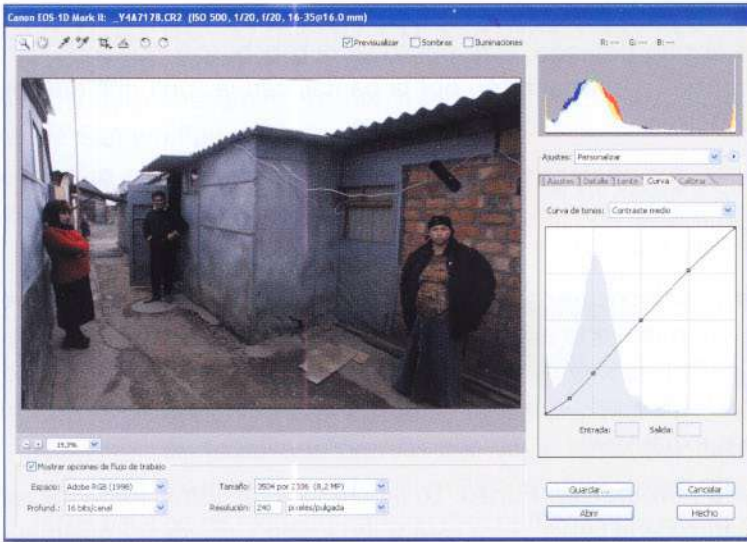 Canon EOS-1D Mark II: _Y4A7178.CR2 (ISO 500, 1/20, f/20, 16-35@16.0 mm)
Previsualizar Sombras Iluminaciones
R: --- G: --- B: ---
Ajustes: Personalizar
Ajustes Detalle Lente Curva Calibrar
Curva de tonos: Contraste medio
Entrada: Salida:
Mostrar opciones de flujo de trabajo
Espacio: Adobe RGB (1998) Tamaño: 3504 por 2336 (8,2 MP)
Profund.: 16 bits/canal Resolución: 240 píxeles/pulgada
Guardar... Cancelar
Abrir Hecho